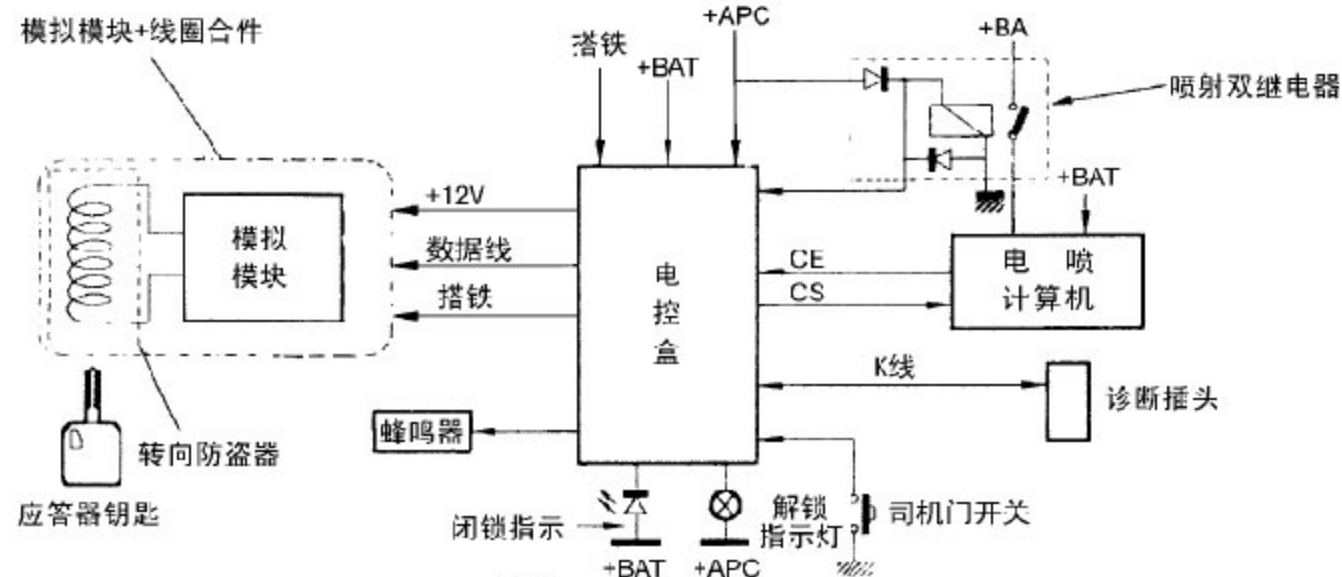 模拟模块+线圈合件
搭铁
+BAT
+APC
+BA
喷射双继电器
+12V
数据线
搭铁
模拟
模块
电
控
盒
+BAT
CE
CS
电 喷
计算机
K线
诊断插头
蜂鸣器
转向防盗器
应答器钥匙
闭锁指示
+BAT
+APC
解锁
指示灯
司机门开关